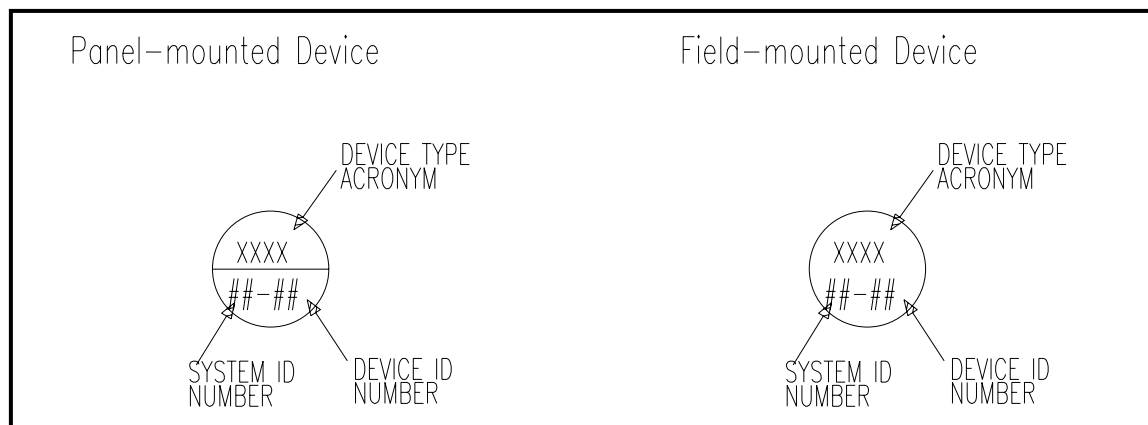 Panel-mounted Device
DEVICE TYPE
ACRONYM
XXXX
##-##
SYSTEM ID
NUMBER
DEVICE ID
NUMBER
Field-mounted Device
DEVICE TYPE
ACRONYM
XXXX
##-##
SYSTEM ID
NUMBER
DEVICE ID
NUMBER